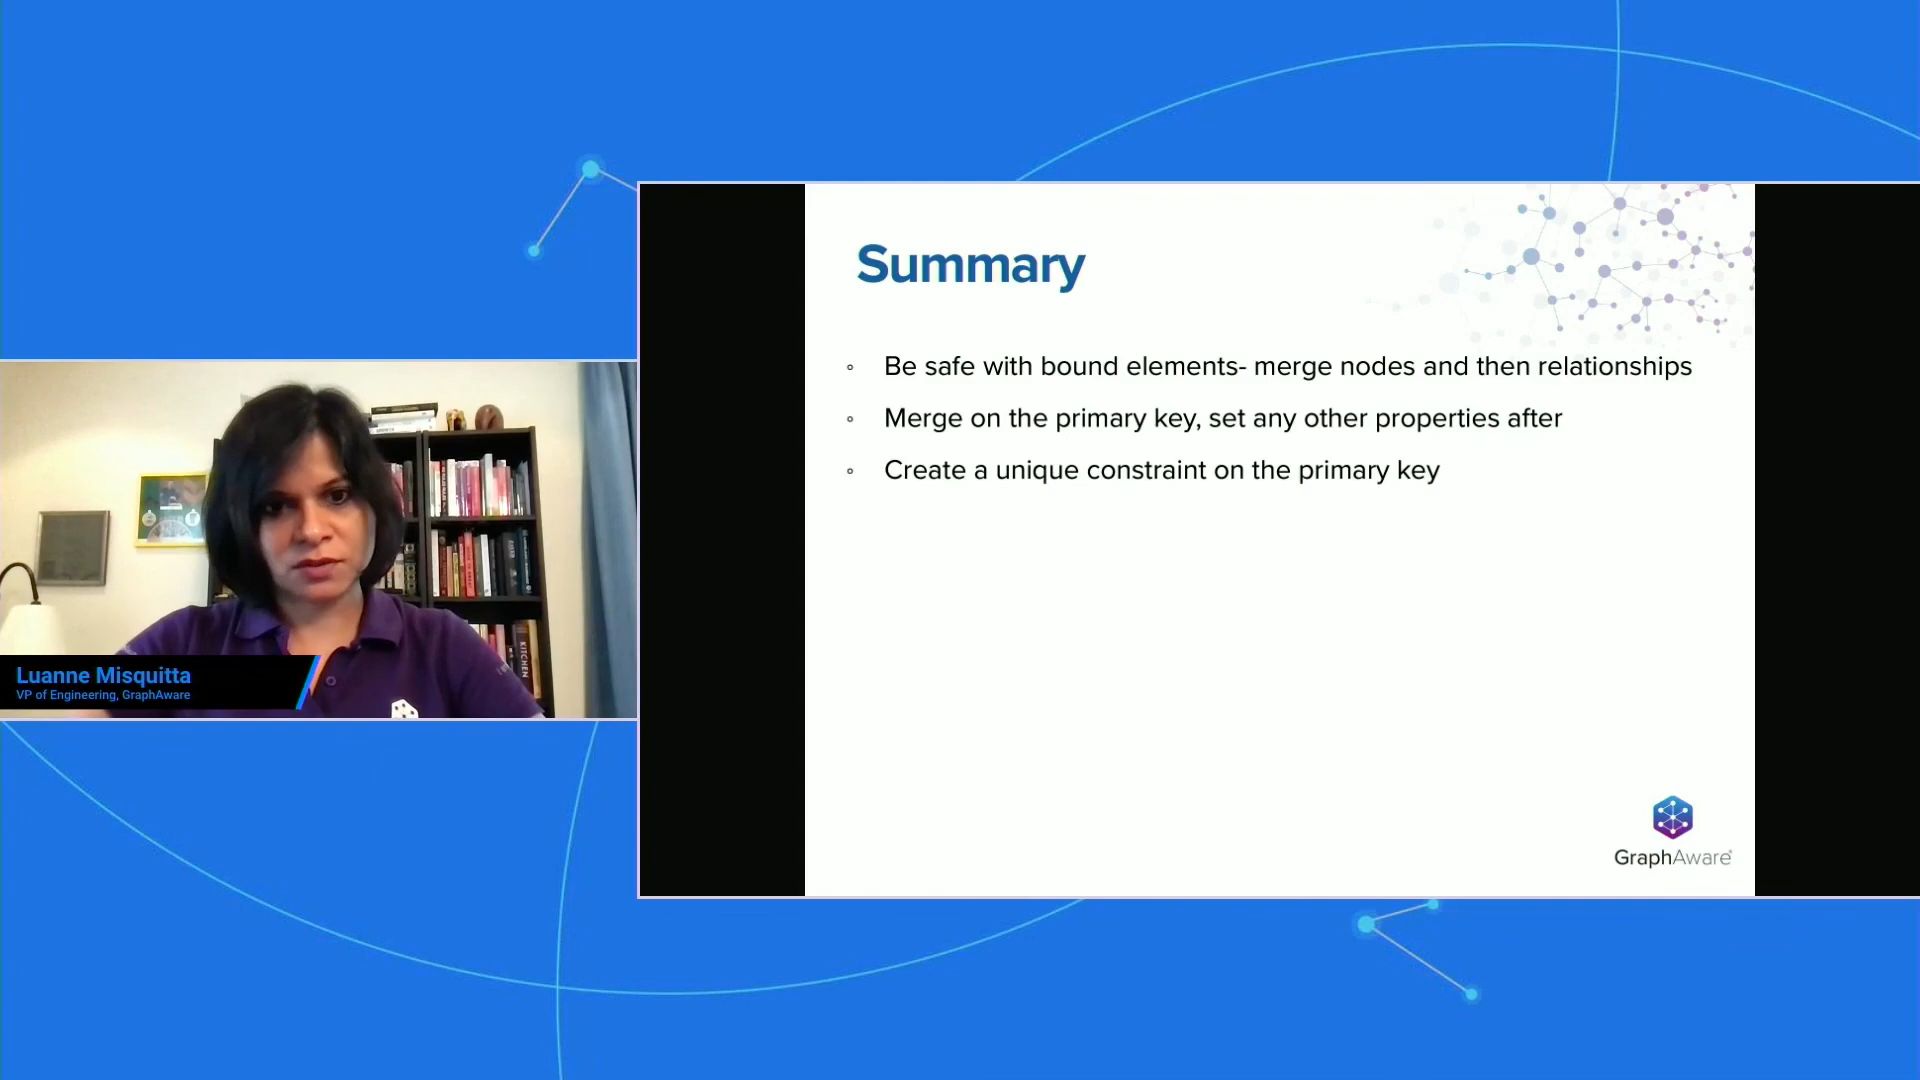 Summary
Be safe with bound elements- merge nodes and then relationships
Merge on the primary key, set any other properties after
Create a unique constraint on the primary key
GraphAware
KITCHEN
Luanne Misquitta
VP of Engineering, GraphAware